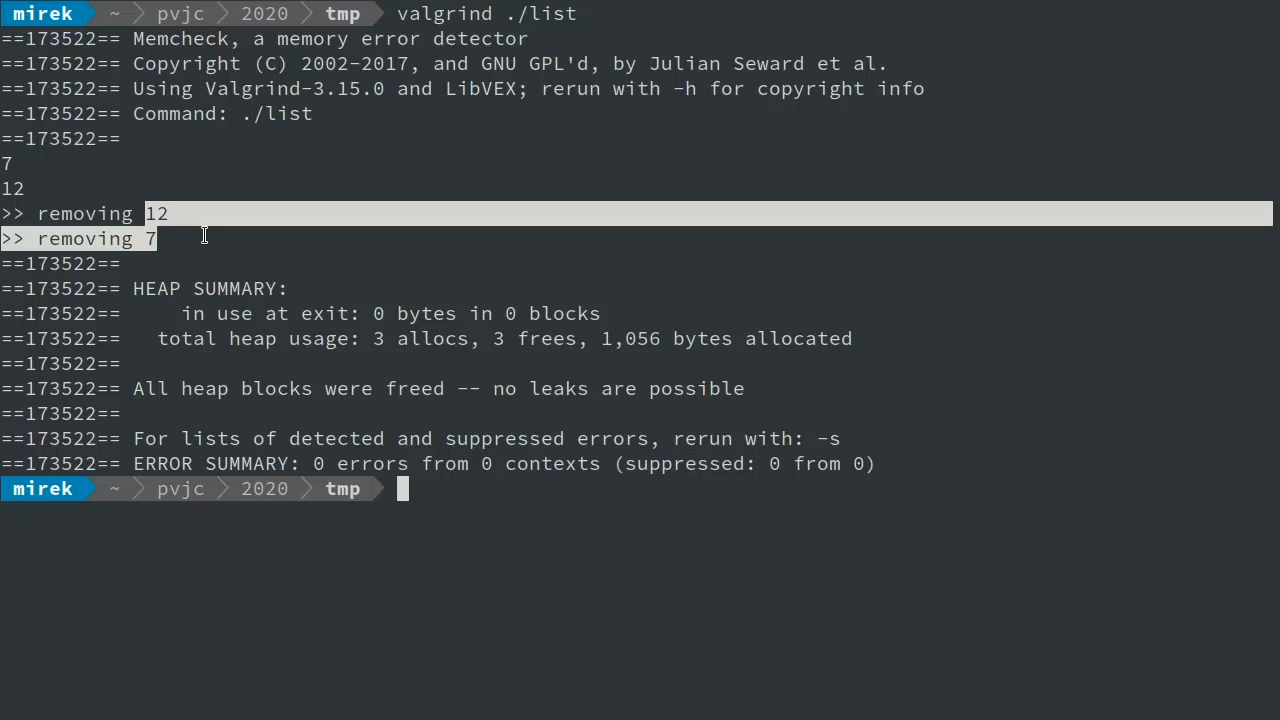 mirek ~ pvjc 2020 tmp valgrind ./list
==173522== Memcheck, a memory error detector
==173522== Copyright (C) 2002-2017, and GNU GPL'd, by Julian Seward et al.
==173522== Using Valgrind-3.15.0 and LibVEX; rerun with -h for copyright info
==173522== Command: ./list
==173522==
7
12
>> removing 12
>> removing 7
==173522==
==173522== HEAP SUMMARY:
==173522==     in use at exit: 0 bytes in 0 blocks
==173522==   total heap usage: 3 allocs, 3 frees, 1,056 bytes allocated
==173522==
==173522== All heap blocks were freed -- no leaks are possible
==173522==
==173522== For lists of detected and suppressed errors, rerun with: -s
==173522== ERROR SUMMARY: 0 errors from 0 contexts (suppressed: 0 from 0)
mirek ~ pvjc 2020 tmp